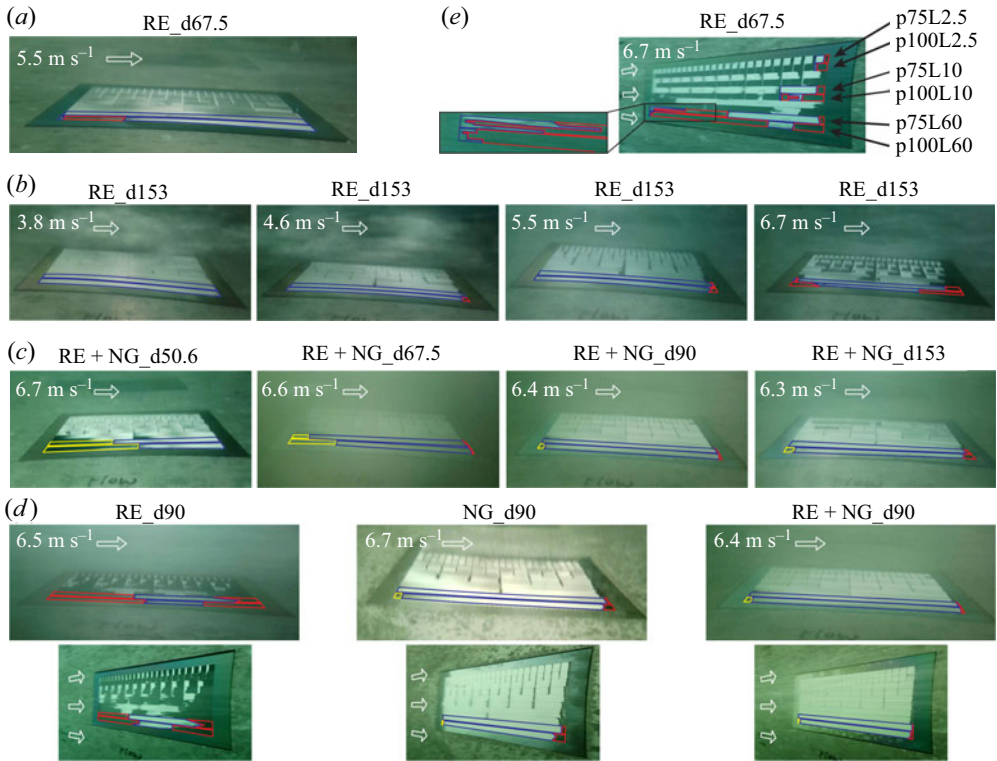 (a)
RE_d67.5
5.5 m s⁻¹
(e)
RE_d67.5
6.7 m s⁻¹
p75L2.5
p100L2.5
p75L10
p100L10
p75L60
p100L60
(b)
RE_d153
3.8 m s⁻¹
RE_d153
4.6 m s⁻¹
RE_d153
5.5 m s⁻¹
RE_d153
6.7 m s⁻¹
(c)
RE + NG_d50.6
6.7 m s⁻¹
RE + NG_d67.5
6.6 m s⁻¹
RE + NG_d90
6.4 m s⁻¹
RE + NG_d153
6.3 m s⁻¹
(d)
RE_d90
6.5 m s⁻¹
NG_d90
6.7 m s⁻¹
RE + NG_d90
6.4 m s⁻¹